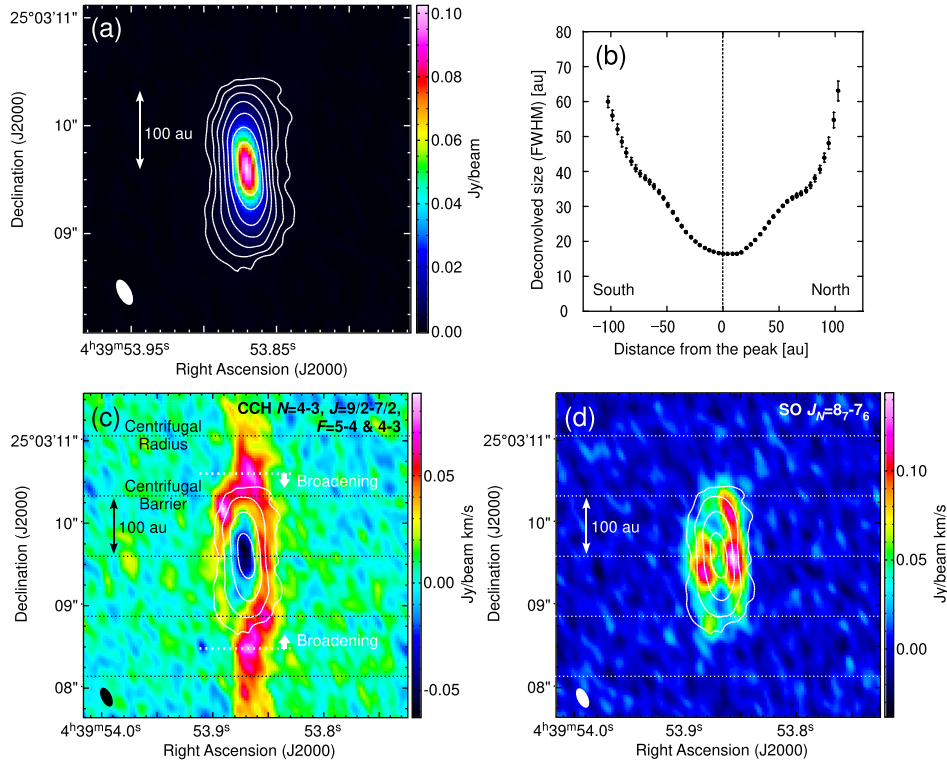 (a)
25°03'11"
10"
09"
Declination (J2000)
100 au
4ʰ39ᵐ53.95ˢ
53.85ˢ
Right Ascension (J2000)
0.10
0.08
0.06
0.04
0.02
0.00
Jy/beam
(b)
80
70
60
50
40
30
20
10
0
Deconvolved size (FWHM) [au]
South
North
−100
−50
0
50
100
Distance from the peak [au]
(c)
CCH N=4-3, J=9/2-7/2,
F=5-4 & 4-3
25°03'11"
10"
09"
08"
Declination (J2000)
Centrifugal
Radius
Broadening
Centrifugal
Barrier
100 au
Broadening
4ʰ39ᵐ54.0ˢ
53.9ˢ
53.8ˢ
Right Ascension (J2000)
0.05
0.00
-0.05
Jy/beam km/s
(d)
SO J_N=8₇-7₆
25°03'11"
10"
09"
08"
Declination (J2000)
100 au
4ʰ39ᵐ54.0ˢ
53.9ˢ
53.8ˢ
Right Ascension (J2000)
0.10
0.05
0.00
Jy/beam km/s